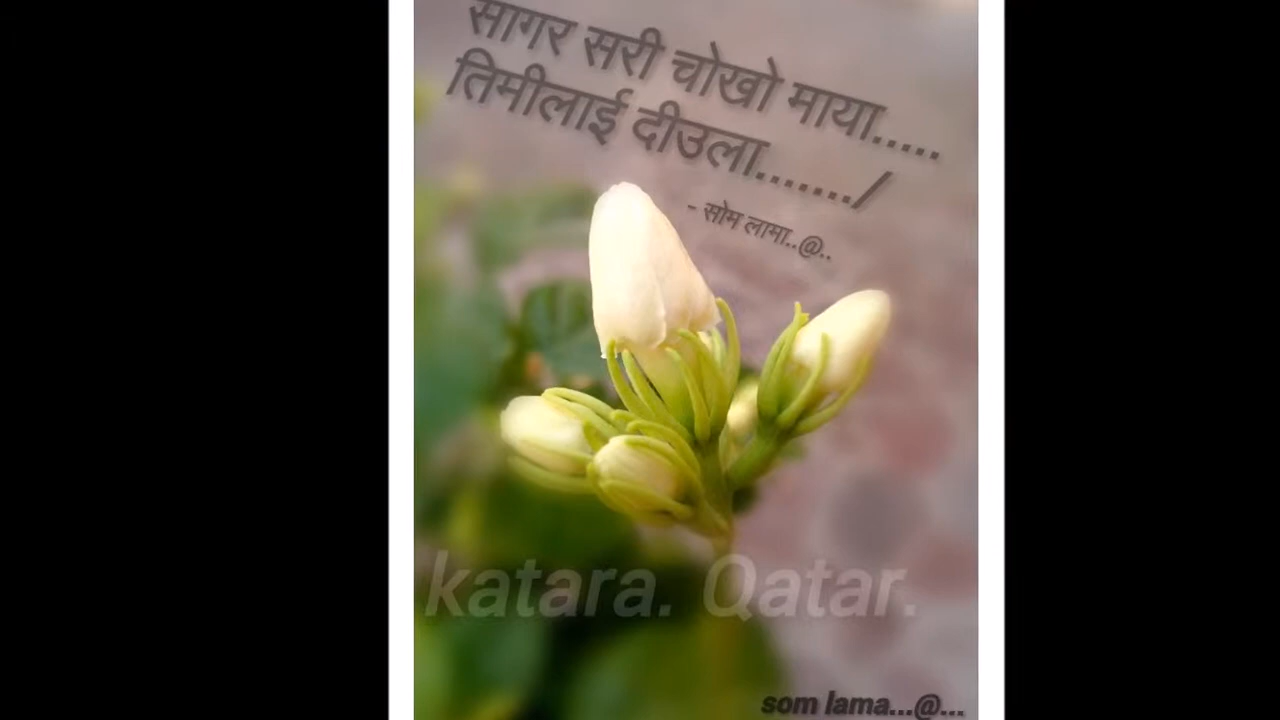 सागर सरी चोखो माया.....
तिमीलाई दीउला......./
- सोम लामा..@..
katara. Qatar.
som lama...@...